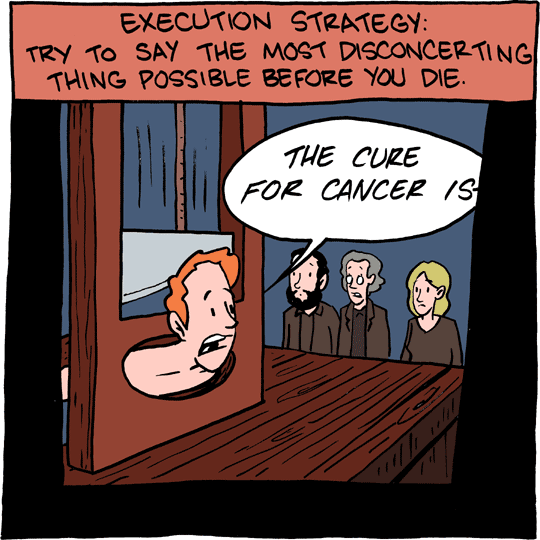 EXECUTION STRATEGY:
TRY TO SAY THE MOST DISCONCERTING
THING POSSIBLE BEFORE YOU DIE.
THE CURE
FOR CANCER IS-